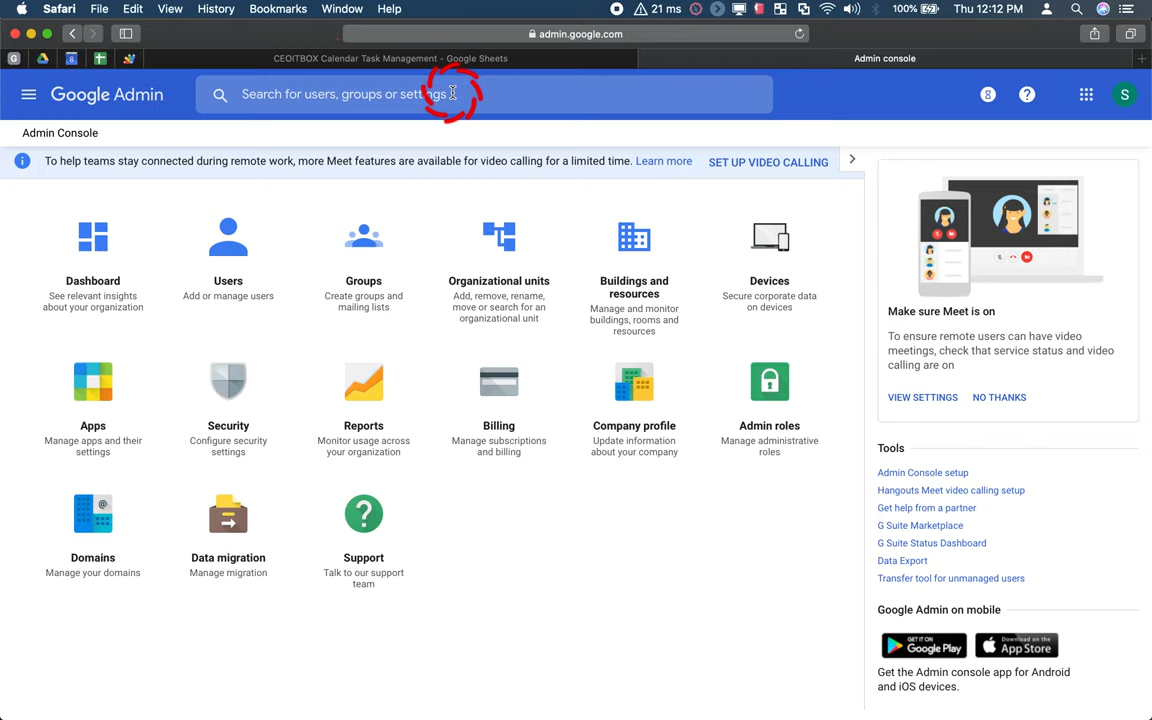 Safari File Edit View History Bookmarks Window Help 21 ms 100% Thu 12:12 PM
admin.google.com
CEOITBOX Calendar Task Management - Google Sheets Admin console
Google Admin Search for users, groups or settings S
Admin Console
To help teams stay connected during remote work, more Meet features are available for video calling for a limited time. Learn more SET UP VIDEO CALLING
Dashboard
See relevant insights
about your organization
Users
Add or manage users
Groups
Create groups and
mailing lists
Organizational units
Add, remove, rename,
move or search for an
organizational unit
Buildings and
resources
Manage and monitor
buildings, rooms and
resources
Devices
Secure corporate data
on devices
Apps
Manage apps and their
settings
Security
Configure security
settings
Reports
Monitor usage across
your organization
Billing
Manage subscriptions
and billing
Company profile
Update information
about your company
Admin roles
Manage administrative
roles
Domains
Manage your domains
Data migration
Manage migration
Support
Talk to our support
team
Make sure Meet is on
To ensure remote users can have video
meetings, check that service status and video
calling are on
VIEW SETTINGS NO THANKS
Tools
Admin Console setup
Hangouts Meet video calling setup
Get help from a partner
G Suite Marketplace
G Suite Status Dashboard
Data Export
Transfer tool for unmanaged users
Google Admin on mobile
GET IT ON
Google Play
Download on the
App Store
Get the Admin console app for Android
and iOS devices.